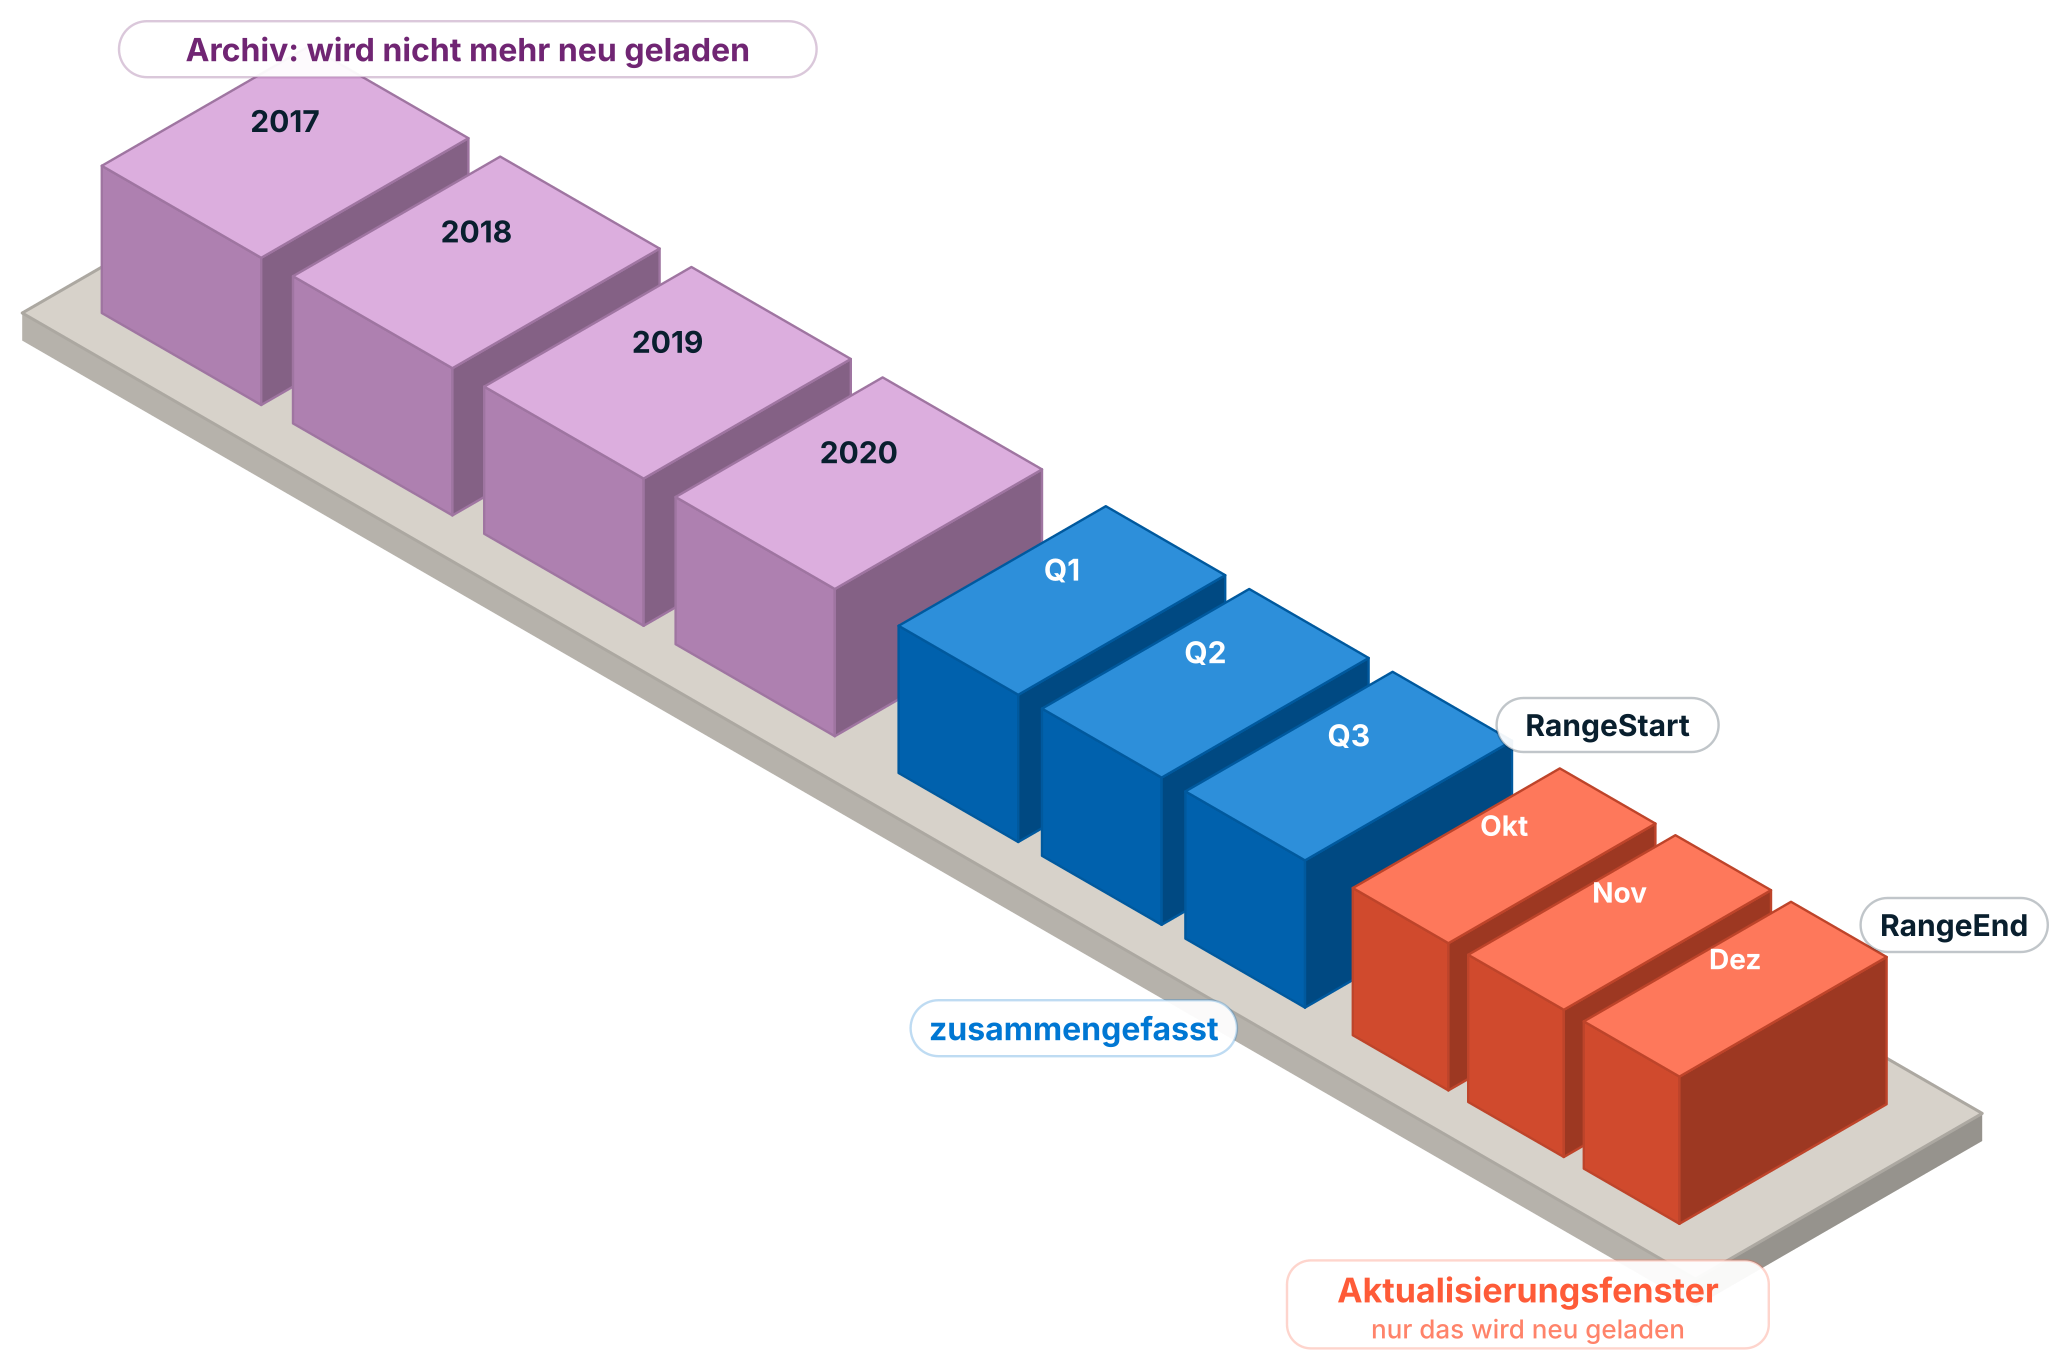 Archiv: wird nicht mehr neu geladen
2017
2018
2019
2020
Q1
Q2
Q3
RangeStart
Okt
Nov
RangeEnd
Dez
zusammengefasst
Aktualisierungsfenster
nur das wird neu geladen